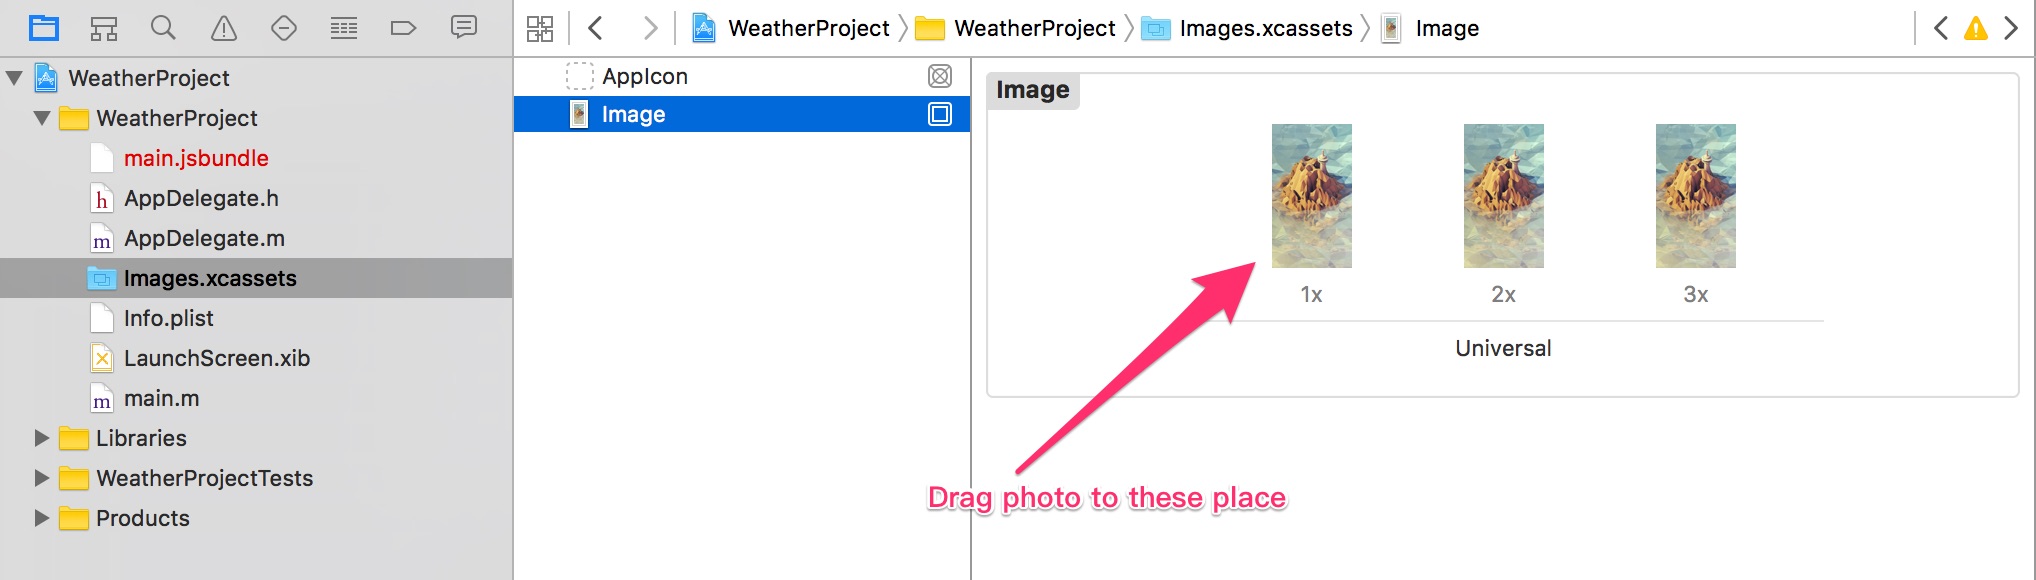 WeatherProject WeatherProject Images.xcassets Image
WeatherProject
WeatherProject
main.jsbundle
h AppDelegate.h
m AppDelegate.m
Images.xcassets
Info.plist
LaunchScreen.xib
m main.m
Libraries
WeatherProjectTests
Products
AppIcon
Image
Image
1x 2x 3x
Universal
Drag photo to these place